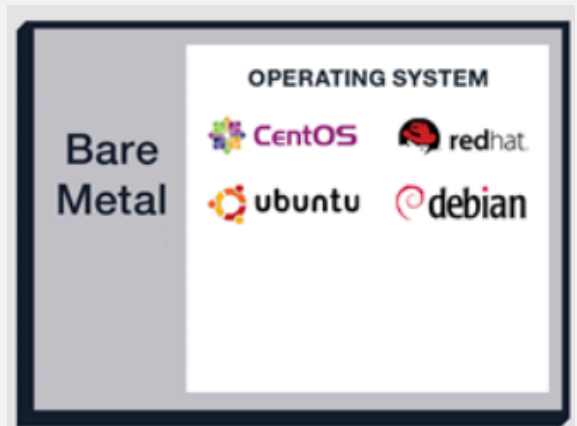 Bare
Metal
OPERATING SYSTEM
CentOS
redhat.
ubuntu
debian